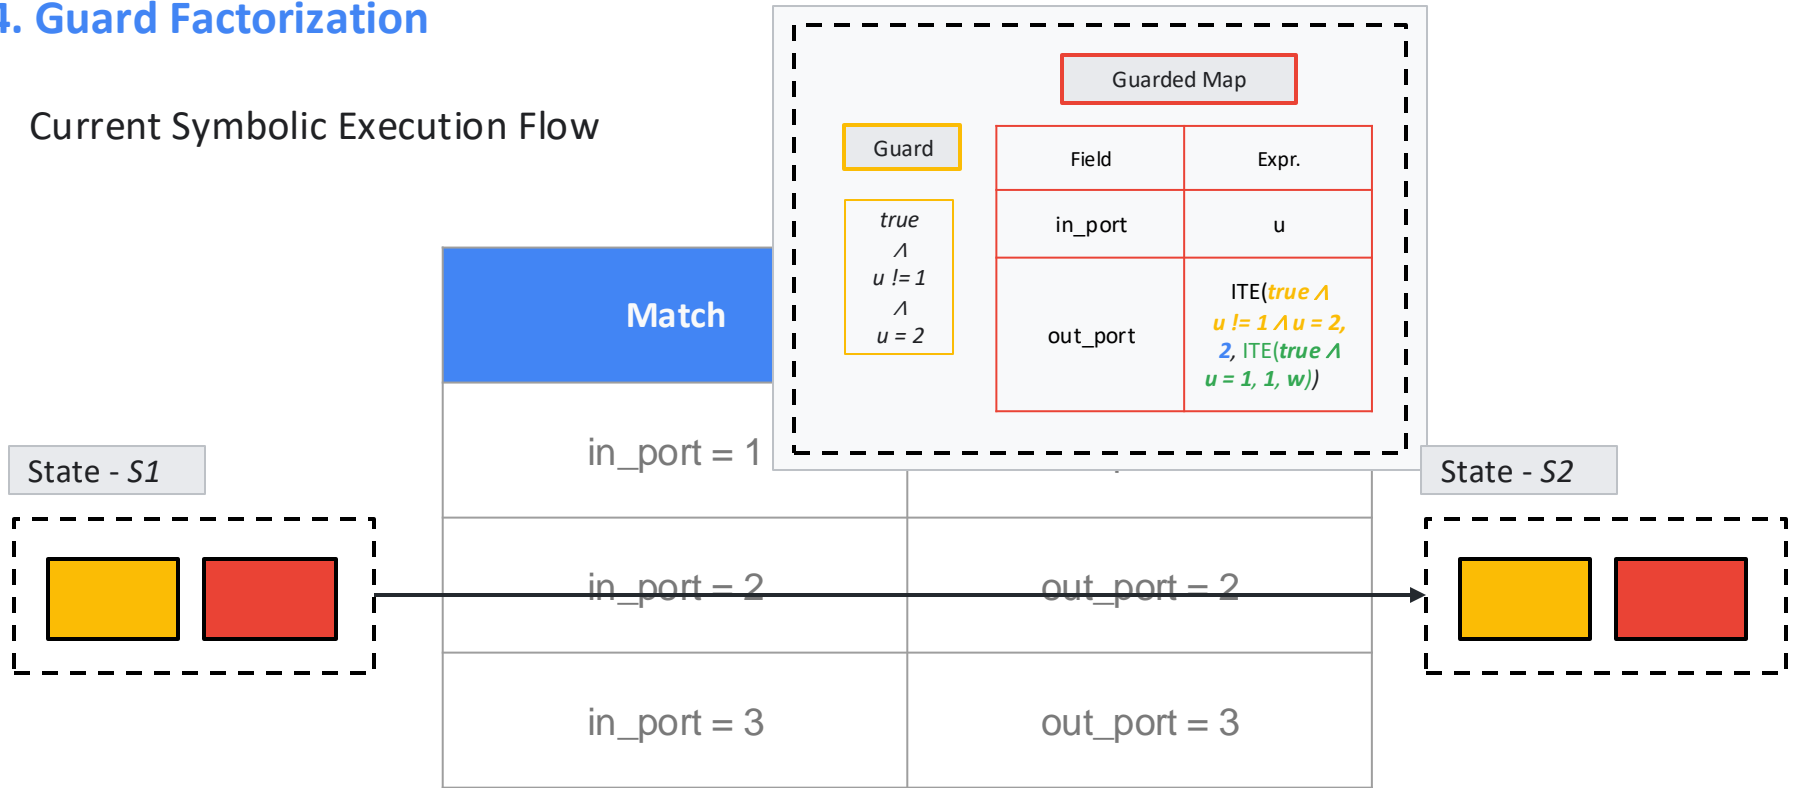 4. Guard Factorization
Current Symbolic Execution Flow
Guarded Map
Guard
true
∧
u != 1
∧
u = 2
Field
Expr.
in_port
u
out_port
ITE(true ∧
u != 1 ∧ u = 2,
2, ITE(true ∧
u = 1, 1, w))
Match
in_port = 1
in_port = 2
out_port = 2
in_port = 3
out_port = 3
State - S1
State - S2